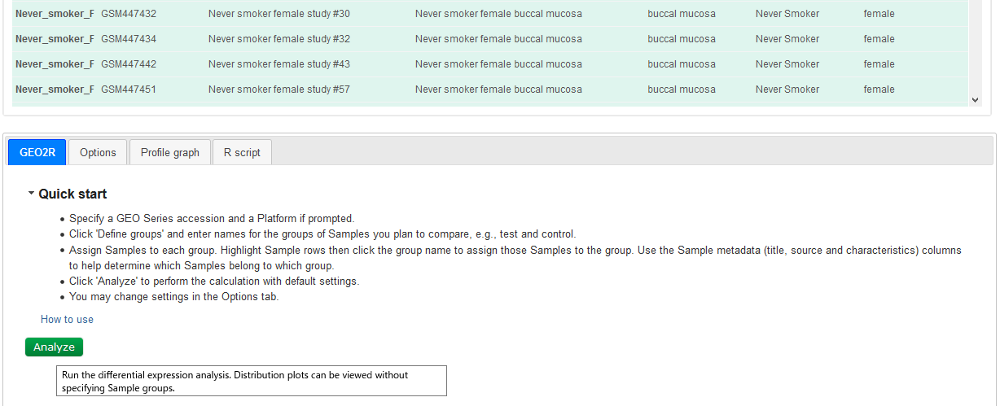 Never_smoker_F GSM447432 Never smoker female study #30 Never smoker female buccal mucosa buccal mucosa Never Smoker female
Never_smoker_F GSM447434 Never smoker female study #32 Never smoker female buccal mucosa buccal mucosa Never Smoker female
Never_smoker_F GSM447442 Never smoker female study #43 Never smoker female buccal mucosa buccal mucosa Never Smoker female
Never_smoker_F GSM447451 Never smoker female study #57 Never smoker female buccal mucosa buccal mucosa Never Smoker female
GEO2R Options Profile graph R script
Quick start
• Specify a GEO Series accession and a Platform if prompted.
• Click 'Define groups' and enter names for the groups of Samples you plan to compare, e.g., test and control.
• Assign Samples to each group. Highlight Sample rows then click the group name to assign those Samples to the group. Use the Sample metadata (title, source and characteristics) columns
to help determine which Samples belong to which group.
• Click 'Analyze' to perform the calculation with default settings.
• You may change settings in the Options tab.
How to use
Analyze
Run the differential expression analysis. Distribution plots can be viewed without
specifying Sample groups.